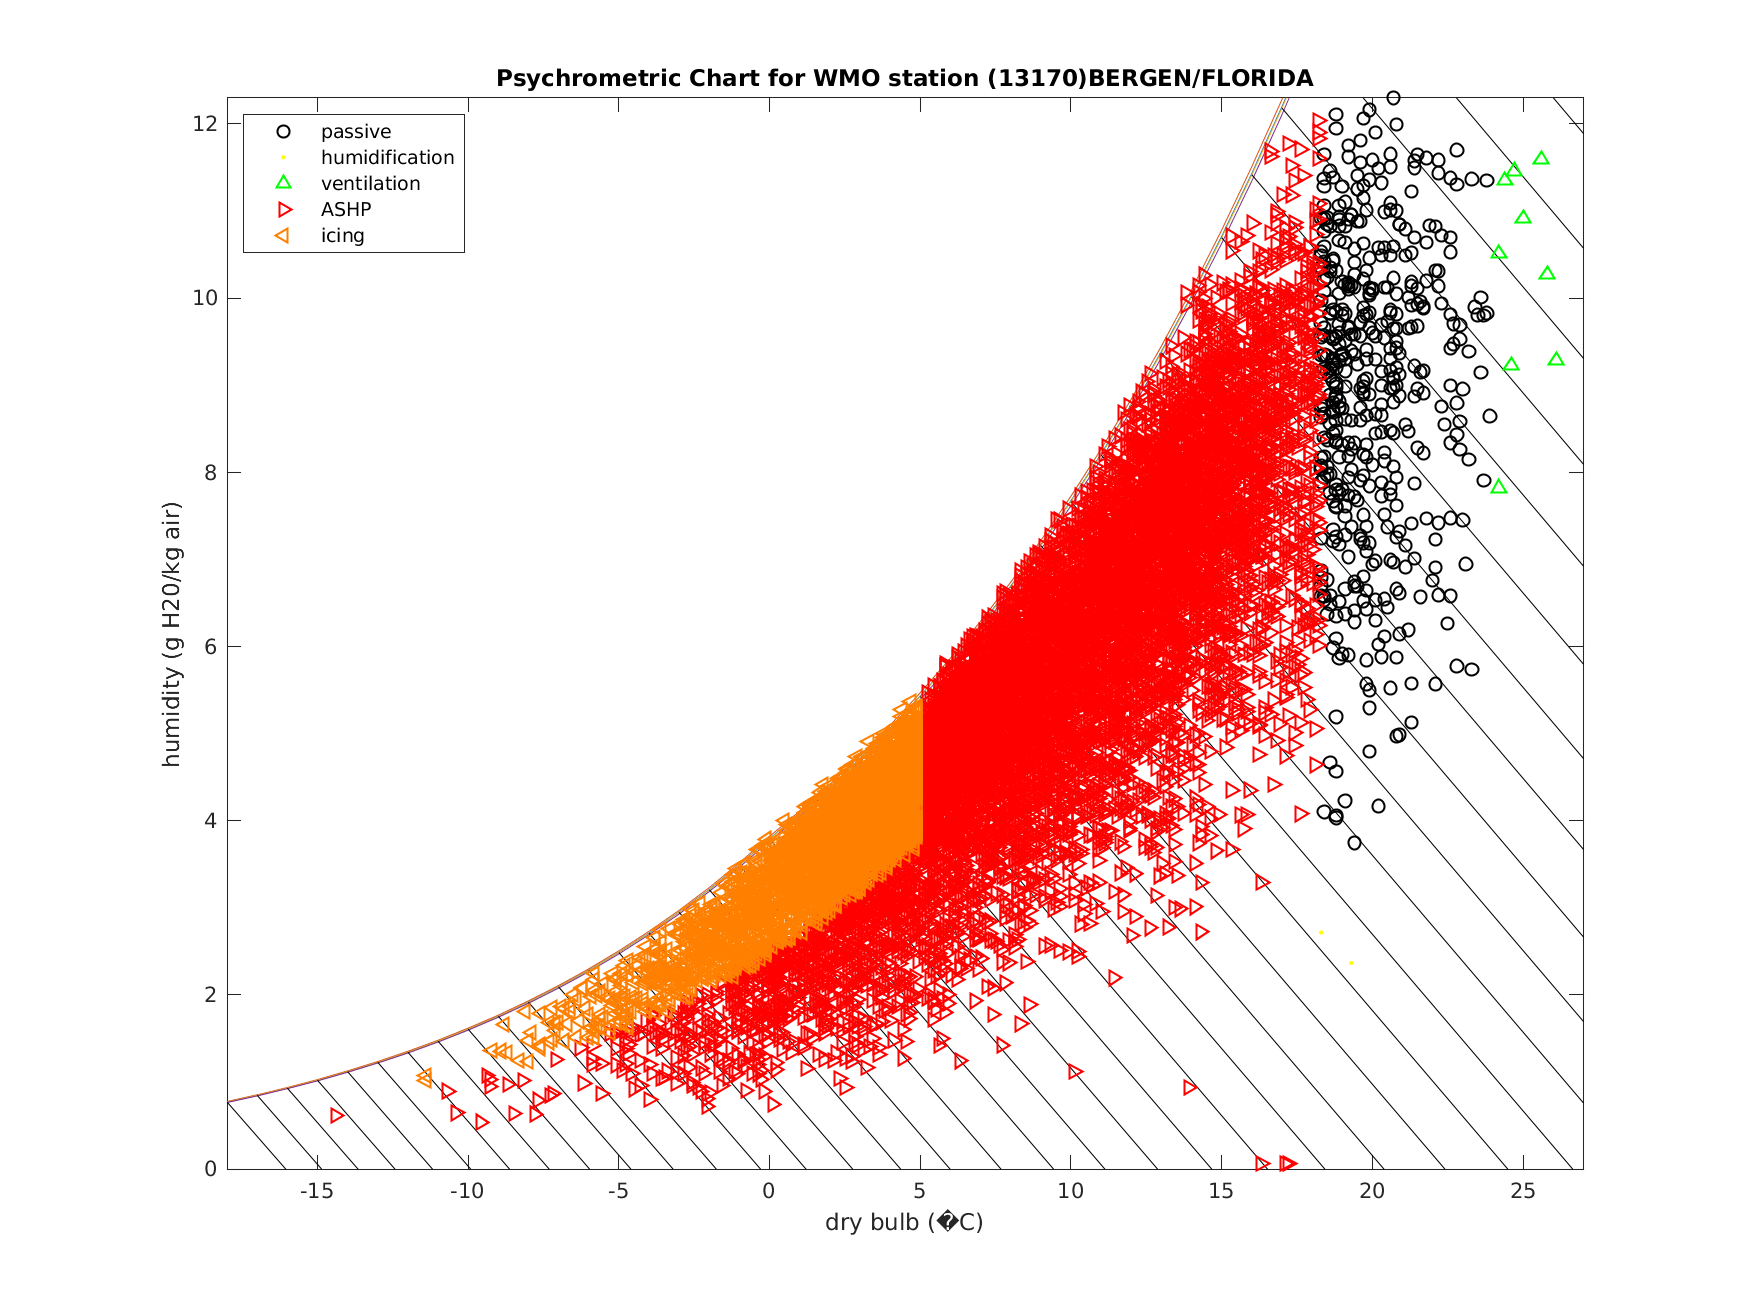 Psychrometric Chart for WMO station (13170)BERGEN/FLORIDA
passive
humidification
ventilation
ASHP
icing
humidity (g H20/kg air)
12
10
8
6
4
2
0
-15 -10 -5 0 5 10 15 20 25
dry bulb (�C)